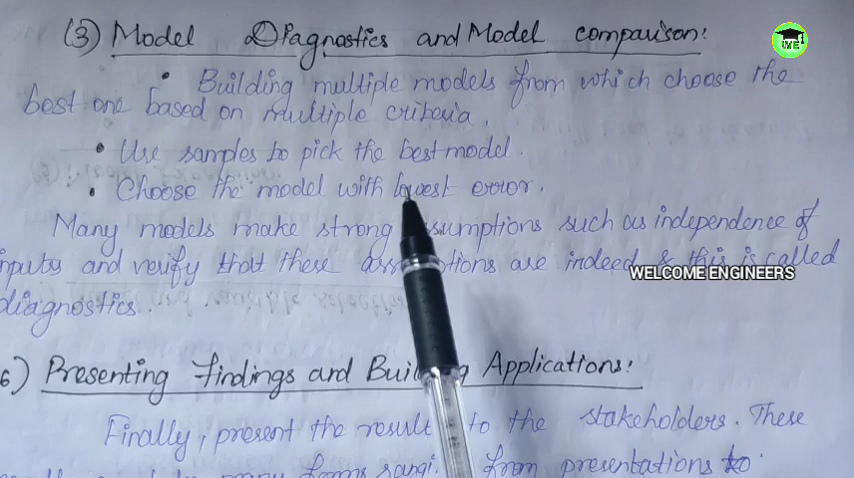 (3) Model Diagnostics and Model comparison:
• Building multiple models from which choose the
best one based on multiple criteria.
• Use samples to pick the best model.
• Choose the model with lowest error.
Many models make strong assumptions such as independence of
inputs and verify that these assumptions are indeed & this is called
diagnostics.
6) Presenting findings and Building Applications:
Finally, present the result to the stakeholders. These
forms from presentations to
WELCOME ENGINEERS
WE